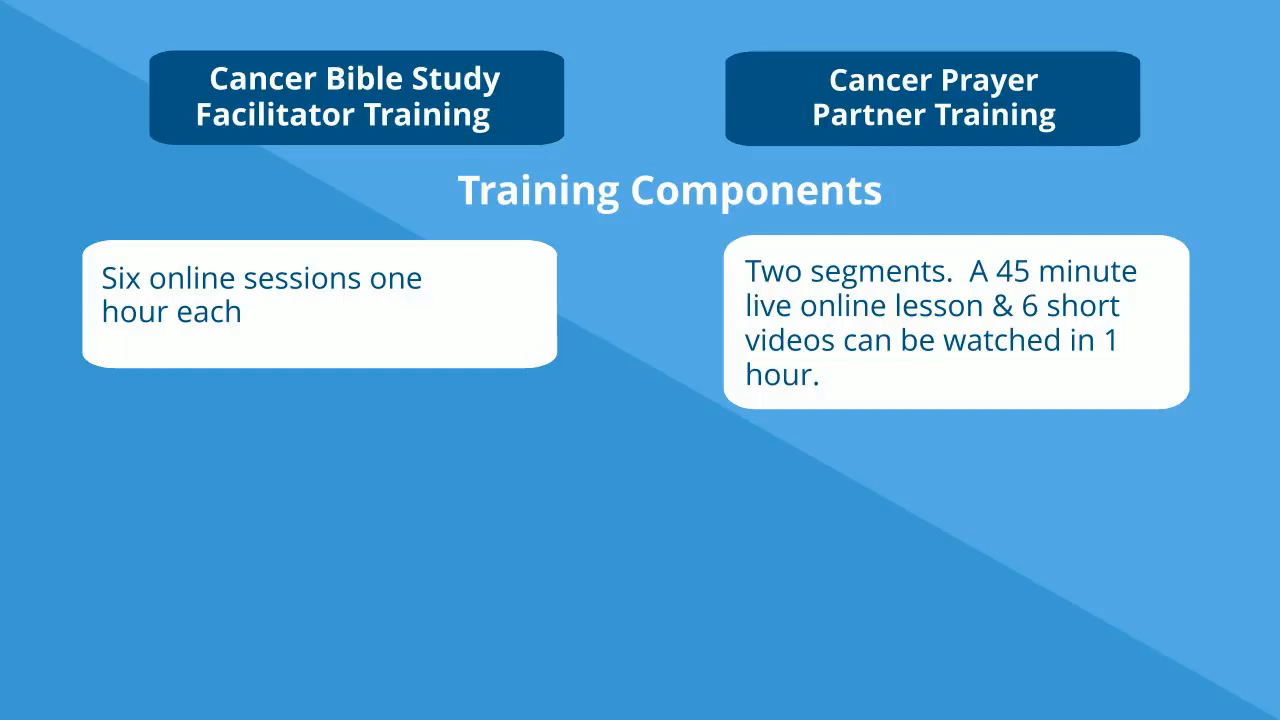 Cancer Bible Study
Facilitator Training
Cancer Prayer
Partner Training
Training Components
Six online sessions one
hour each
Two segments.  A 45 minute
live online lesson & 6 short
videos can be watched in 1
hour.